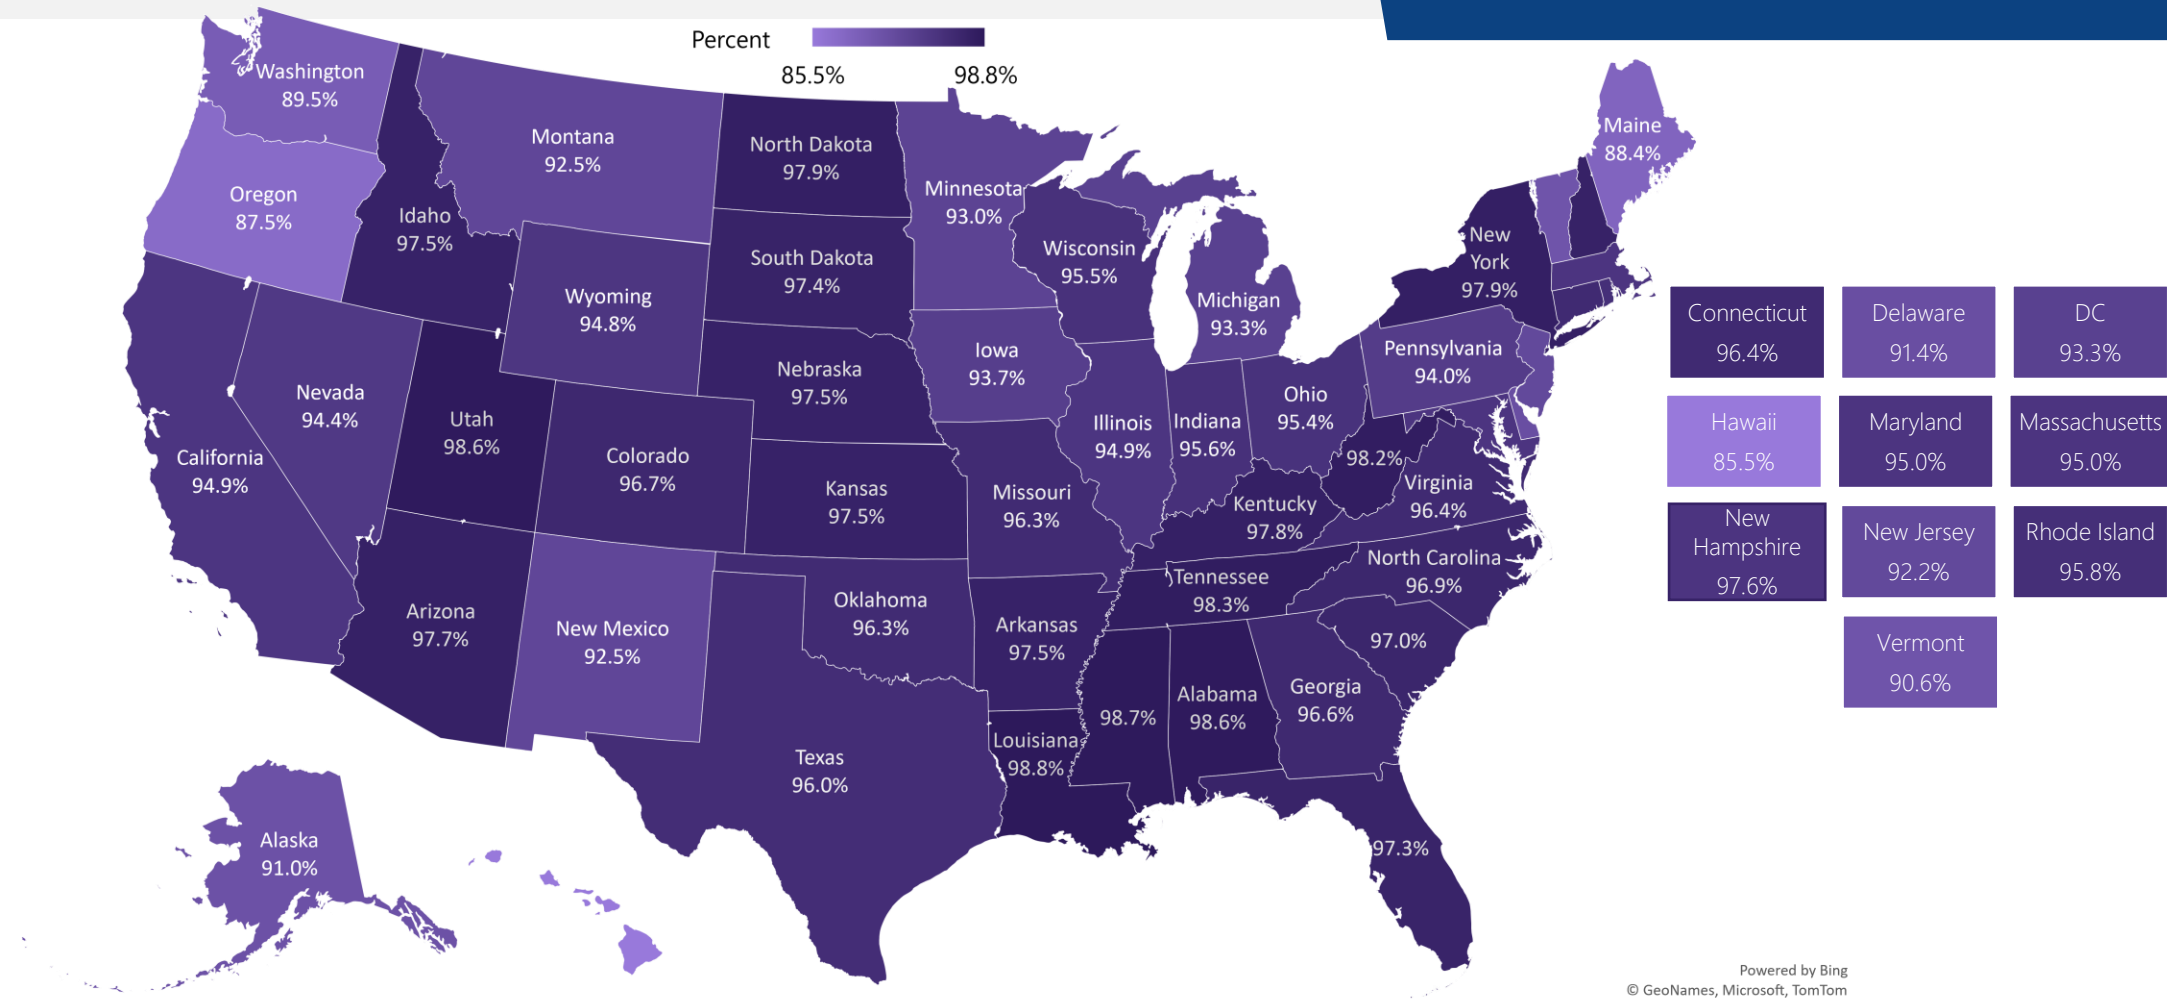 Percent
85.5%
98.8%
Washington
89.5%
Oregon
87.5%
Idaho
97.5%
Montana
92.5%
Wyoming
94.8%
North Dakota
97.9%
South Dakota
97.4%
Nebraska
97.5%
Minnesota
93.0%
Wisconsin
95.5%
Michigan
93.3%
Iowa
93.7%
Nevada
94.4%
Utah
98.6%
California
94.9%
Colorado
96.7%
Kansas
97.5%
Missouri
96.3%
Illinois
94.9%
Indiana
95.6%
Ohio
95.4%
Pennsylvania
94.0%
New
York
97.9%
Maine
88.4%
98.2%
Virginia
96.4%
Kentucky
97.8%
North Carolina
96.9%
Tennessee
98.3%
97.0%
Arizona
97.7%
New Mexico
92.5%
Oklahoma
96.3%
Arkansas
97.5%
Texas
96.0%
Louisiana
98.8%
98.7%
Alabama
98.6%
Georgia
96.6%
97.3%
Alaska
91.0%
Connecticut
96.4%
Delaware
91.4%
DC
93.3%
Hawaii
85.5%
Maryland
95.0%
Massachusetts
95.0%
New
Hampshire
97.6%
New Jersey
92.2%
Rhode Island
95.8%
Vermont
90.6%
Powered by Bing
© GeoNames, Microsoft, TomTom